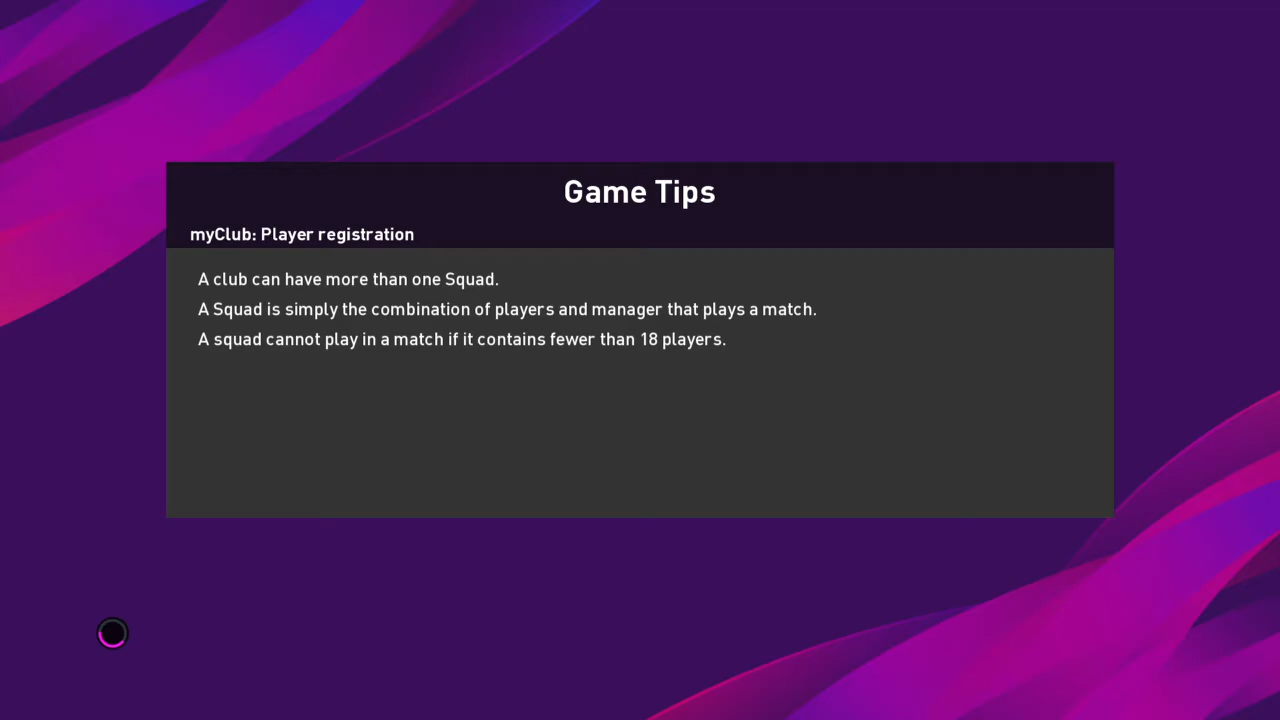 Game Tips
myClub: Player registration
A club can have more than one Squad.
A Squad is simply the combination of players and manager that plays a match.
A squad cannot play in a match if it contains fewer than 18 players.